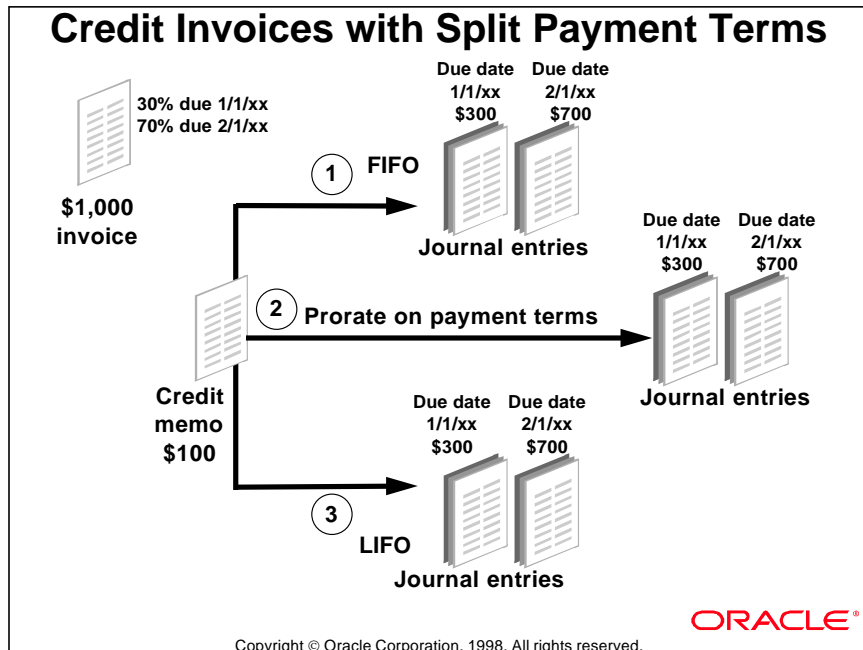 Credit Invoices with Split Payment Terms
30% due 1/1/xx
70% due 2/1/xx
$1,000
invoice
1
FIFO
Due date
1/1/xx
$300
Due date
2/1/xx
$700
Journal entries
Credit
memo
$100
2
Prorate on payment terms
Due date
1/1/xx
$300
Due date
2/1/xx
$700
Journal entries
3
LIFO
Due date
1/1/xx
$300
Due date
2/1/xx
$700
Journal entries
ORACLE®
Copyright © Oracle Corporation, 1998. All rights reserved.